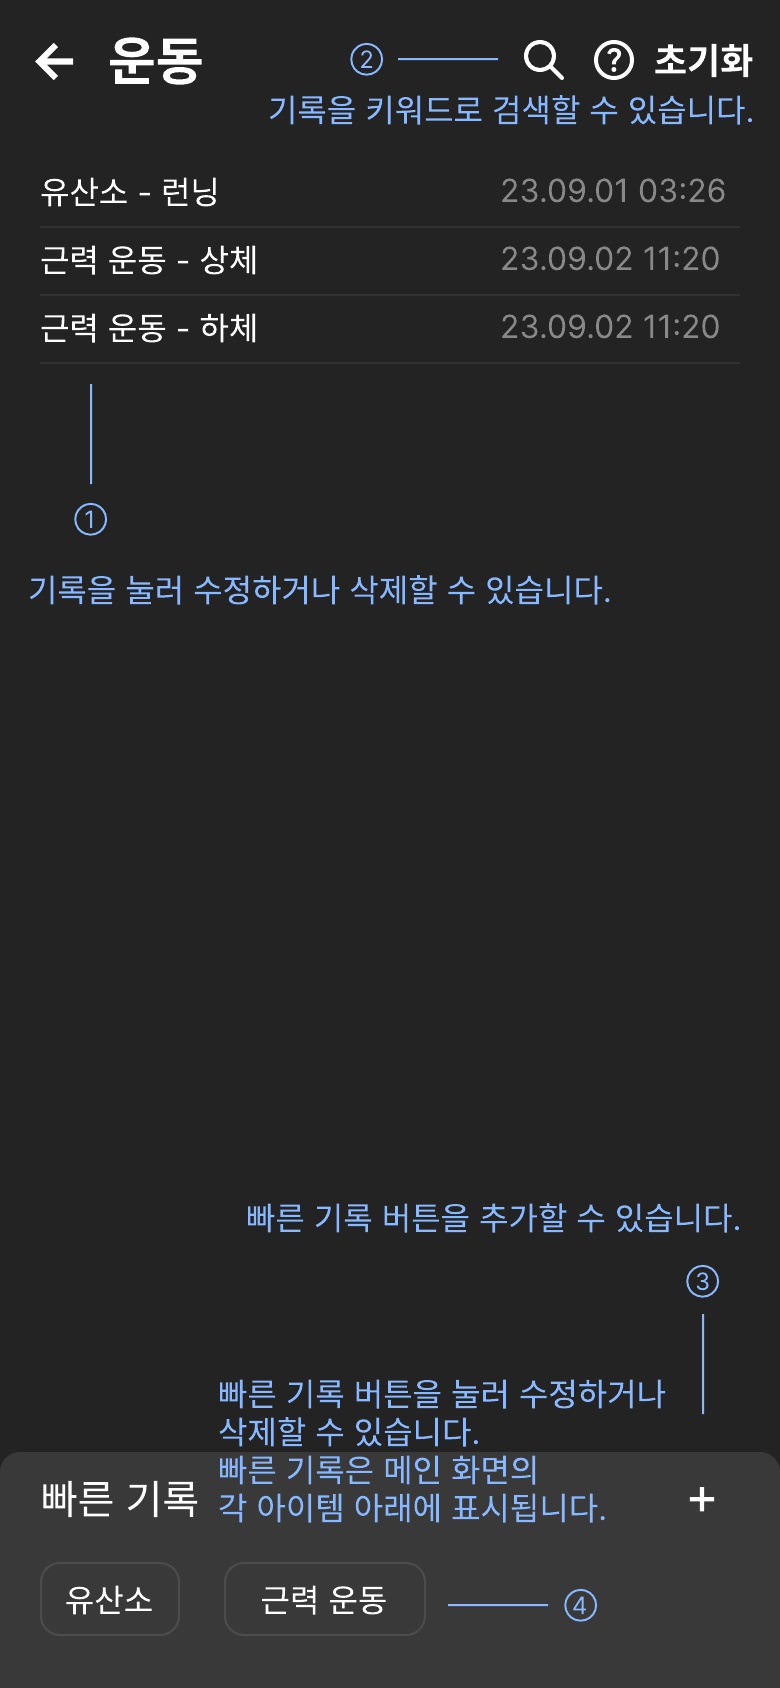 운동
② 초기화
기록을 키워드로 검색할 수 있습니다.
유산소 - 런닝 23.09.01 03:26
근력 운동 - 상체 23.09.02 11:20
근력 운동 - 하체 23.09.02 11:20
①
기록을 눌러 수정하거나 삭제할 수 있습니다.
빠른 기록 버튼을 추가할 수 있습니다.
③
빠른 기록 버튼을 눌러 수정하거나
삭제할 수 있습니다.
빠른 기록은 메인 화면의
각 아이템 아래에 표시됩니다.
빠른 기록 +
유산소 근력 운동 ④